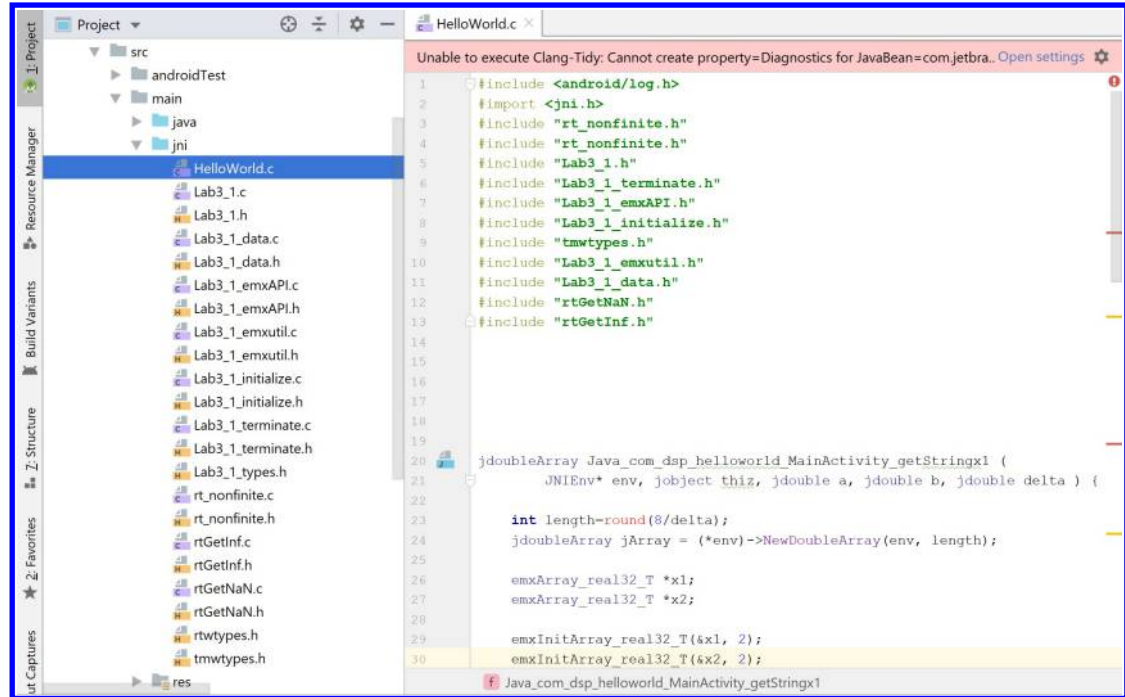 1: Project
Resource Manager
Build Variants
7: Structure
2: Favorites
ut Captures
Project
src
androidTest
main
java
jni
HelloWorld.c
Lab3_1.c
Lab3_1.h
Lab3_1_data.c
Lab3_1_data.h
Lab3_1_emxAPI.c
Lab3_1_emxAPI.h
Lab3_1_emxutil.c
Lab3_1_emxutil.h
Lab3_1_initialize.c
Lab3_1_initialize.h
Lab3_1_terminate.c
Lab3_1_terminate.h
Lab3_1_types.h
rt_nonfinite.c
rt_nonfinite.h
rtGetInf.c
rtGetInf.h
rtGetNaN.c
rtGetNaN.h
rtwtypes.h
tmwtypes.h
res
HelloWorld.c
Unable to execute Clang-Tidy: Cannot create property=Diagnostics for JavaBean=com.jetbra.. Open settings
1 #include <android/log.h>
2 #import <jni.h>
3 #include "rt_nonfinite.h"
4 #include "rt_nonfinite.h"
5 #include "Lab3_1.h"
6 #include "Lab3_1_terminate.h"
7 #include "Lab3_1_emxAPI.h"
8 #include "Lab3_1_initialize.h"
9 #include "tmwtypes.h"
10 #include "Lab3_1_emxutil.h"
11 #include "Lab3_1_data.h"
12 #include "rtGetNaN.h"
13 #include "rtGetInf.h"
14
15
16
17
18
19
20 jdoubleArray Java_com_dsp_helloworld_MainActivity_getStringx1 (
21 JNIEnv* env, jobject thiz, jdouble a, jdouble b, jdouble delta ) {
22
23 int length=round(8/delta);
24 jdoubleArray jArray = (*env)->NewDoubleArray(env, length);
25
26 emxArray_real32_T *x1;
27 emxArray_real32_T *x2;
28
29 emxInitArray_real32_T(&x1, 2);
30 emxInitArray_real32_T(&x2, 2);
f Java_com_dsp_helloworld_MainActivity_getStringx1